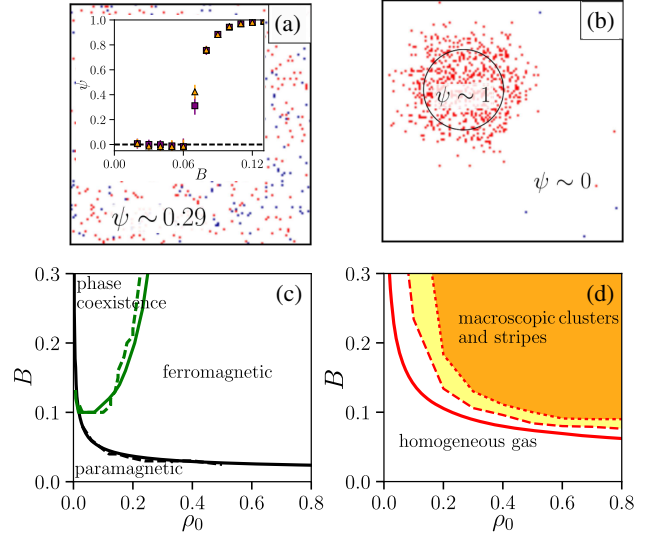 (a)
1.0
0.8
0.6
0.4
0.2
0.0
ψ
0.00
0.06
0.12
B
ψ ∼ 0.29
(b)
ψ ∼ 1
ψ ∼ 0
(c)
0.3
0.2
0.1
0.0
B
phase
coexistence
ferromagnetic
paramagnetic
0.0
0.2
0.4
0.6
0.8
ρ0
(d)
0.3
0.2
0.1
0.0
B
macroscopic clusters
and stripes
homogeneous gas
0.0
0.2
0.4
0.6
0.8
ρ0